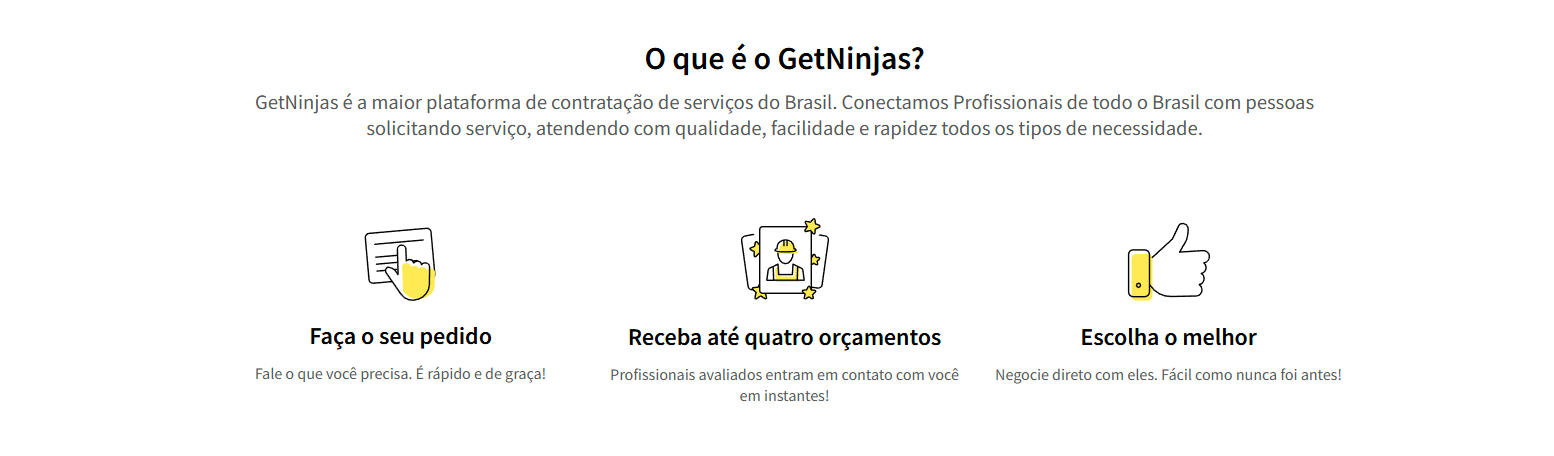 O que é o GetNinjas?
GetNinjas é a maior plataforma de contratação de serviços do Brasil. Conectamos Profissionais de todo o Brasil com pessoas
solicitando serviço, atendendo com qualidade, facilidade e rapidez todos os tipos de necessidade.
Faça o seu pedido
Fale o que você precisa. É rápido e de graça!
Receba até quatro orçamentos
Profissionais avaliados entram em contato com você
em instantes!
Escolha o melhor
Negocie direto com eles. Fácil como nunca foi antes!